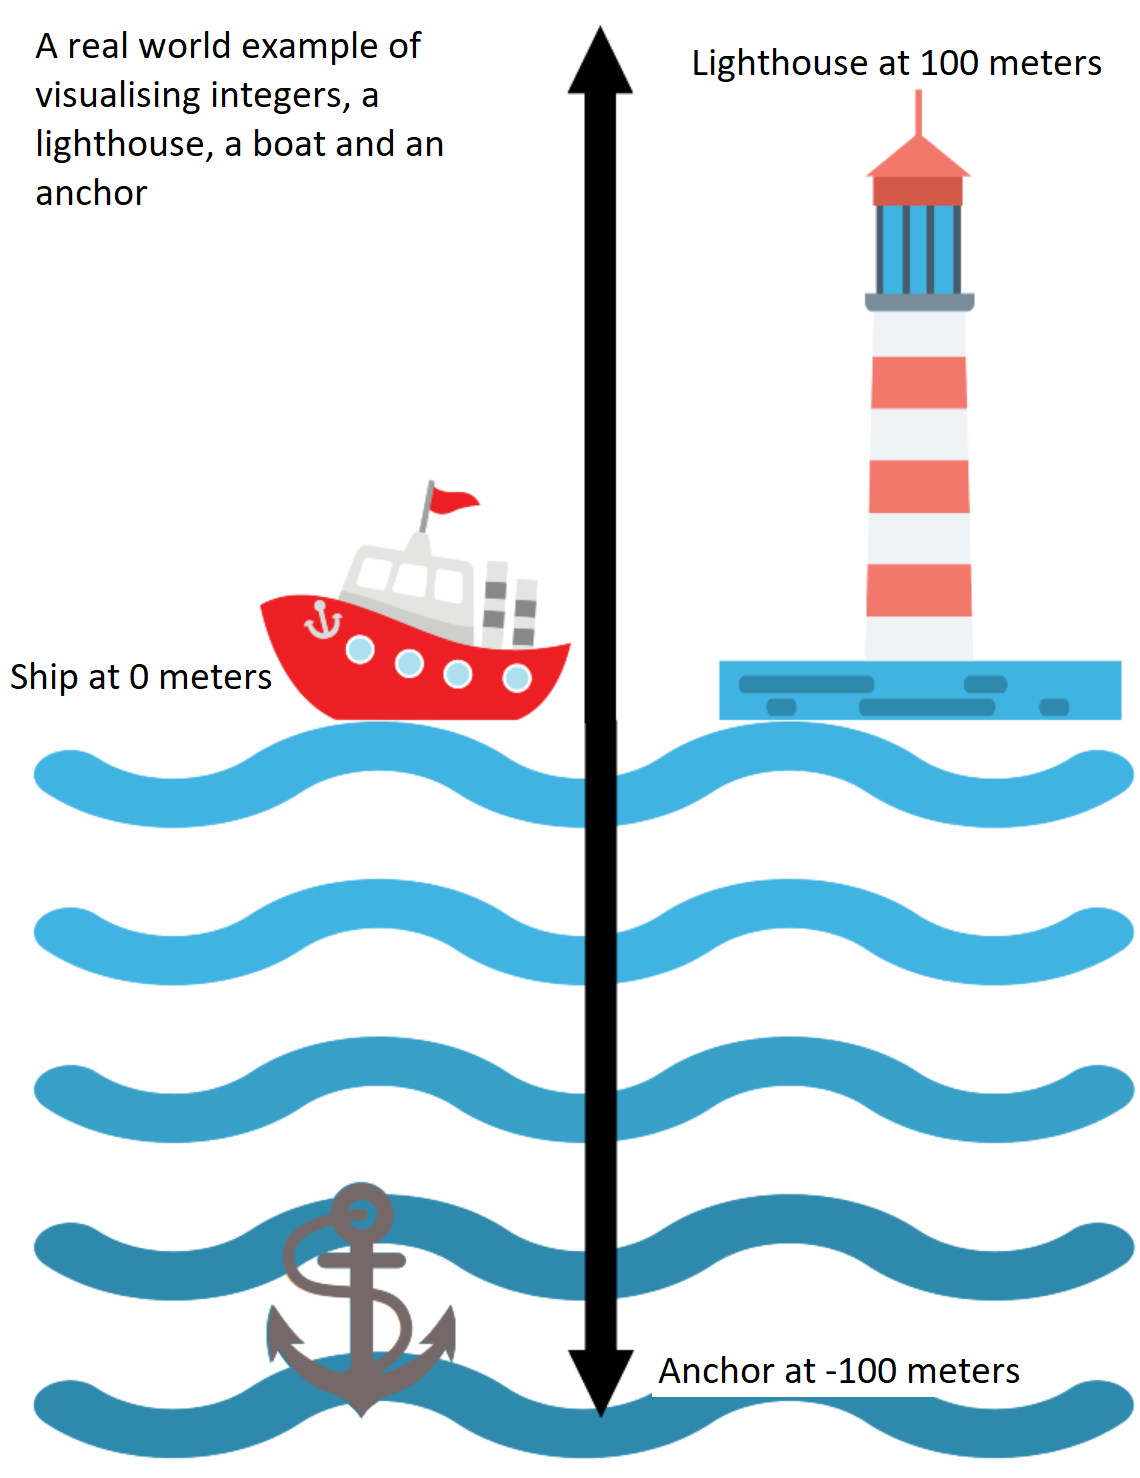 A real world example of
visualising integers, a
lighthouse, a boat and an
anchor
Lighthouse at 100 meters
Ship at 0 meters
Anchor at -100 meters